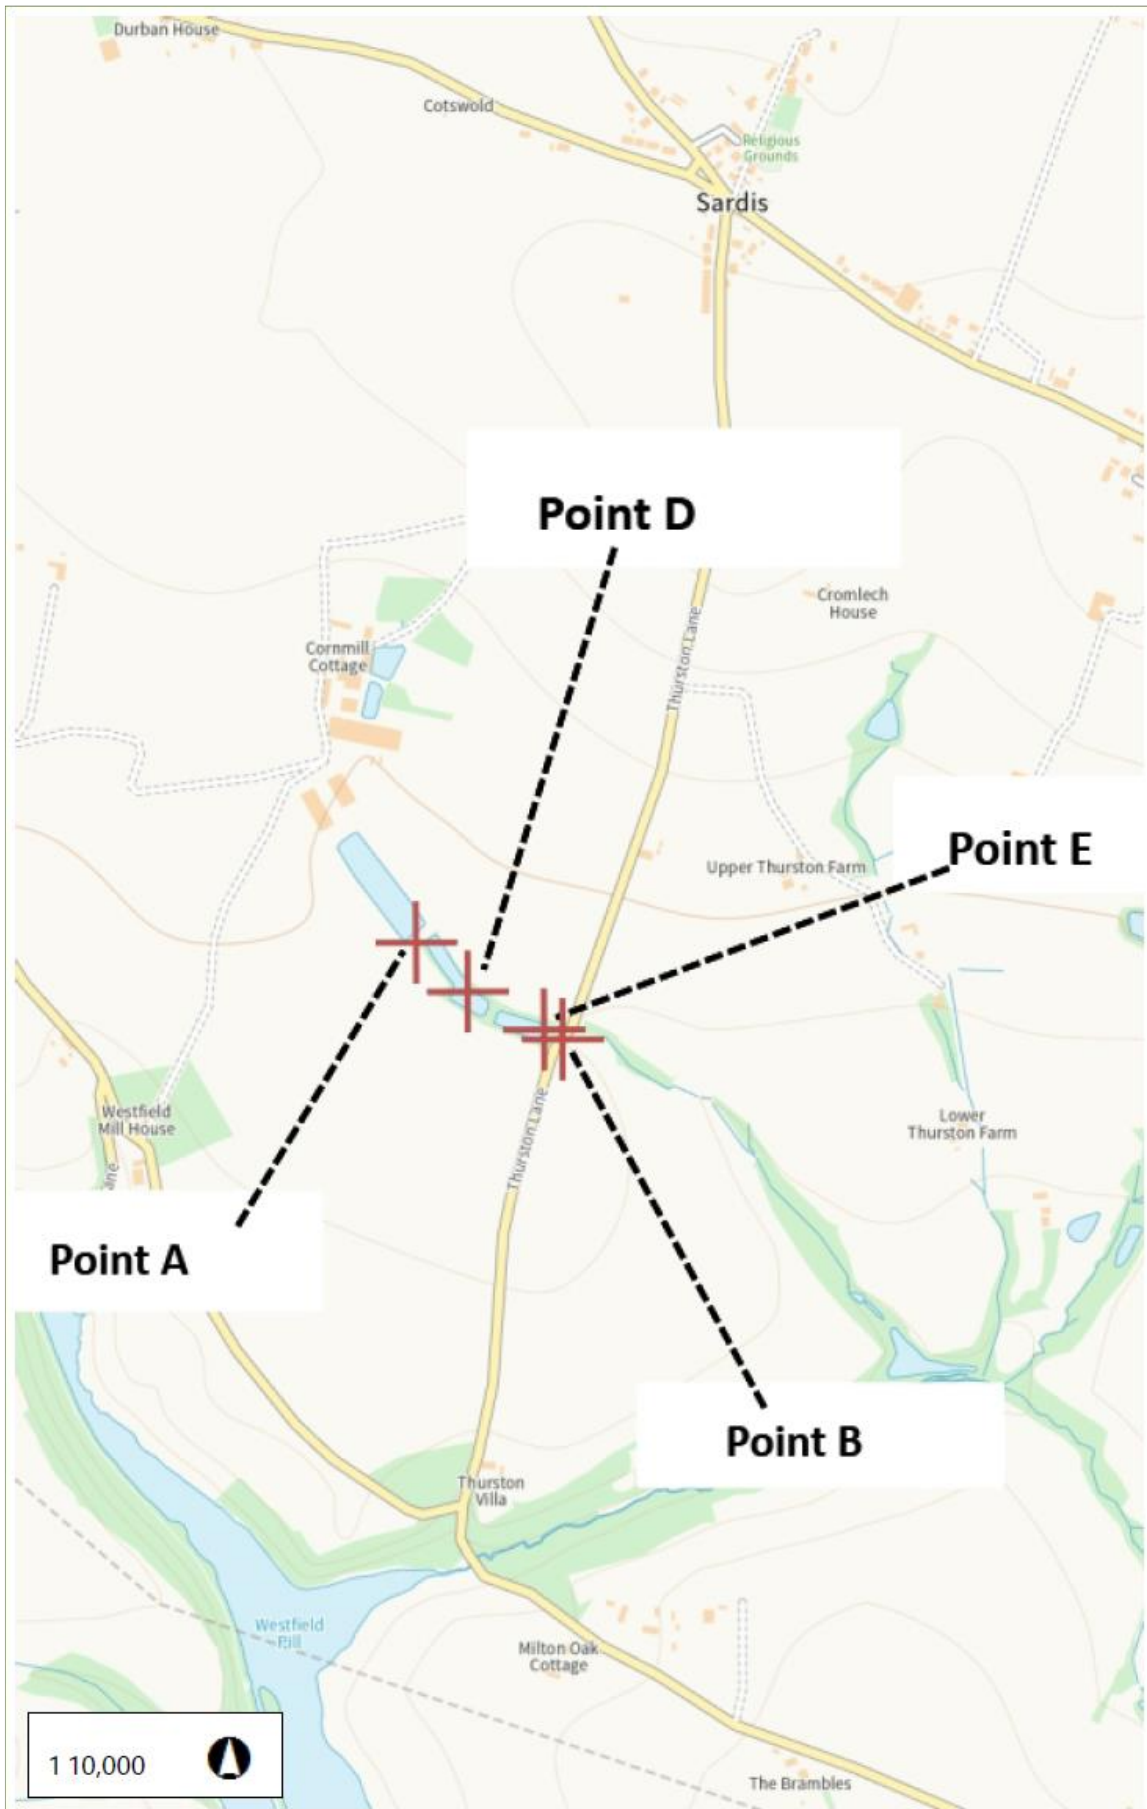 Durban House
Cotswold
Religious
Grounds
Sardis
Point D
Cromlech
House
Thurston Lane
Cornmill
Cottage
Point E
Upper Thurston Farm
Westfield
Mill House
Lower
Thurston Farm
Thurston Lane
ane
Point A
Point B
Thurston
Villa
Westfield
Pill
Milton Oak
Cottage
1 10,000
The Brambles